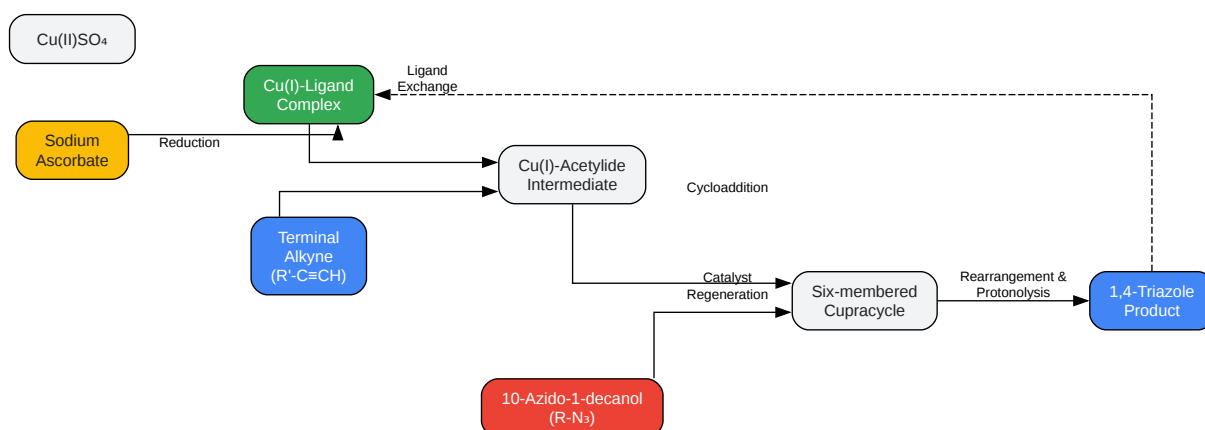 Cu(II)SO₄
Cu(I)-Ligand
Complex
Ligand
Exchange
Sodium
Ascorbate
Reduction
Cu(I)-Acetylide
Intermediate
Cycloaddition
Terminal
Alkyne
(R'-C≡CH)
Catalyst
Regeneration
Six-membered
Cupracycle
Rearrangement &
Protonolysis
1,4-Triazole
Product
10-Azido-1-decanol
(R-N₃)